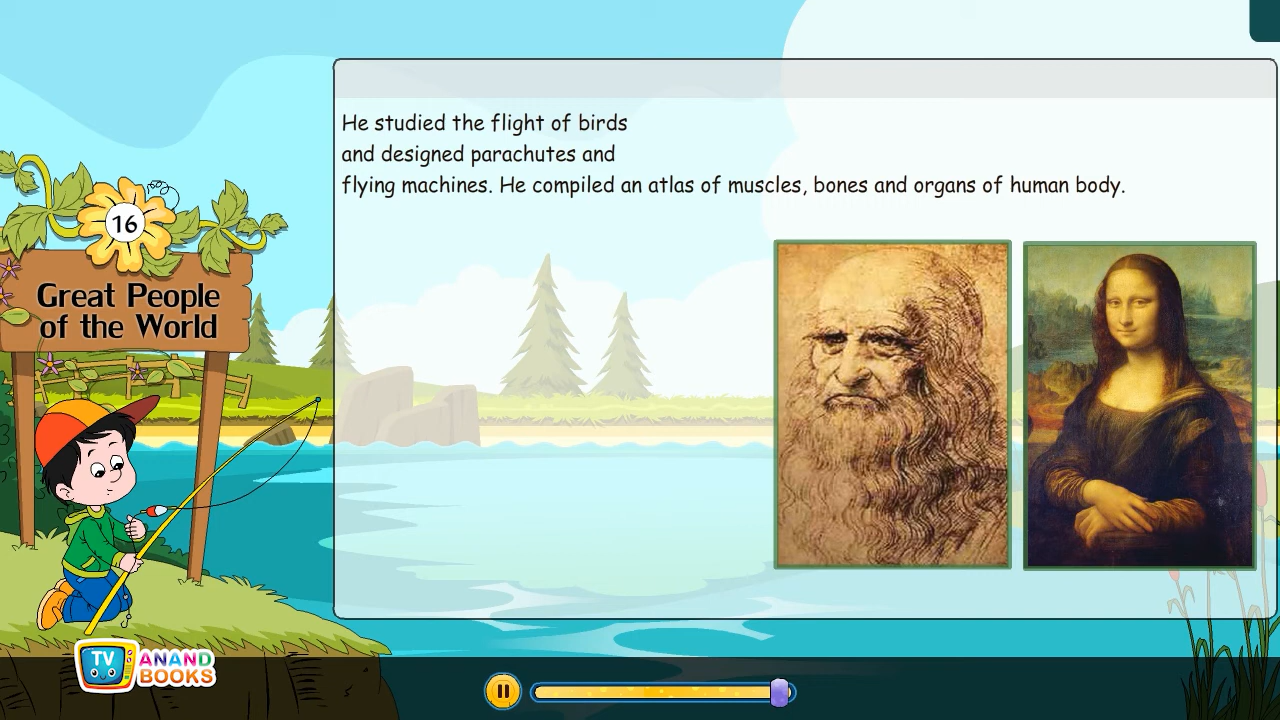 He studied the flight of birds
and designed parachutes and
flying machines. He compiled an atlas of muscles, bones and organs of human body.
16
Great People
of the World
TV
ANAND
BOOKS